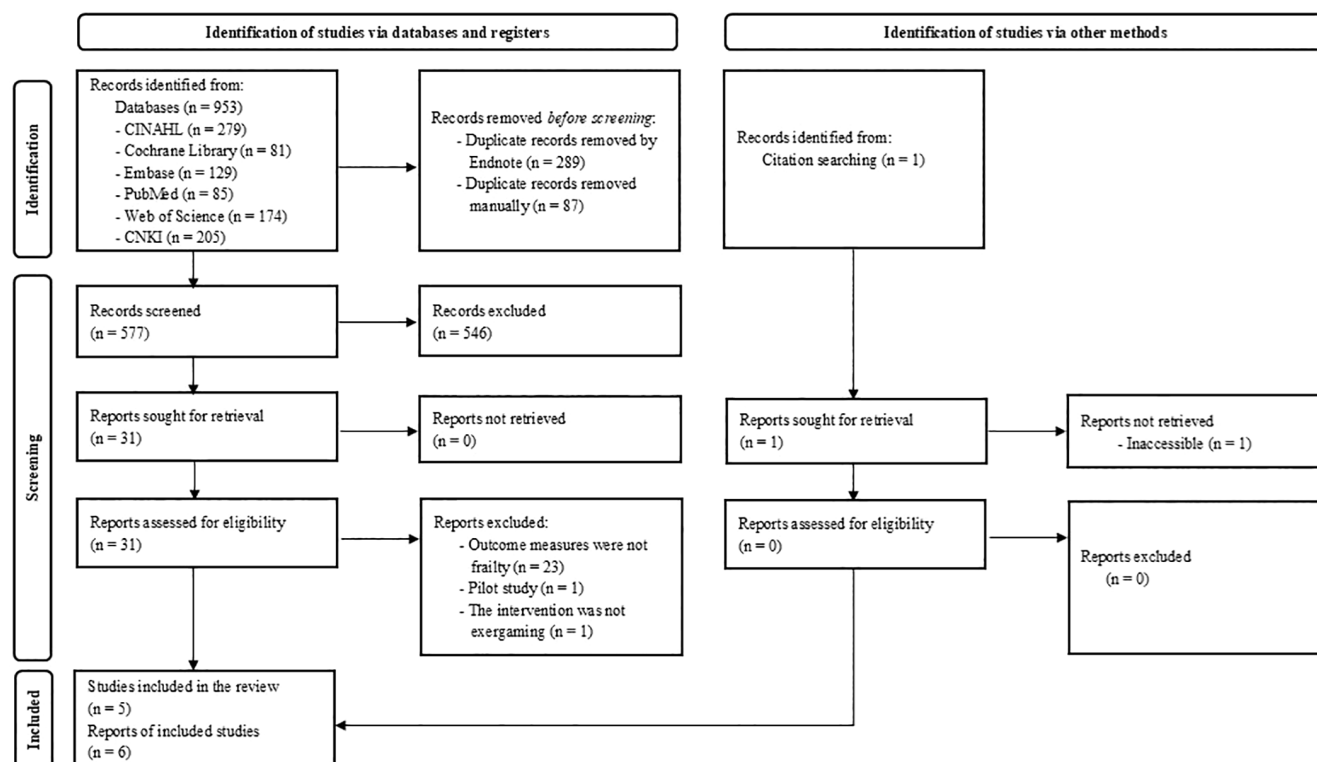 Identification of studies via databases and registers
Identification of studies via other methods
Identification
Records identified from:
Databases (n = 953)
- CINAHL (n = 279)
- Cochrane Library (n = 81)
- Embase (n = 129)
- PubMed (n = 85)
- Web of Science (n = 174)
- CNKI (n = 205)
Records removed before screening:
- Duplicate records removed by
Endnote (n = 289)
- Duplicate records removed
manually (n = 87)
Records identified from:
Citation searching (n = 1)
Screening
Records screened
(n = 577)
Records excluded
(n = 546)
Reports sought for retrieval
(n = 31)
Reports not retrieved
(n = 0)
Reports sought for retrieval
(n = 1)
Reports not retrieved
- Inaccessible (n = 1)
Reports assessed for eligibility
(n = 31)
Reports excluded:
- Outcome measures were not
frailty (n = 23)
- Pilot study (n = 1)
- The intervention was not
exergaming (n = 1)
Reports assessed for eligibility
(n = 0)
Reports excluded
(n = 0)
Included
Studies included in the review
(n = 5)
Reports of included studies
(n = 6)